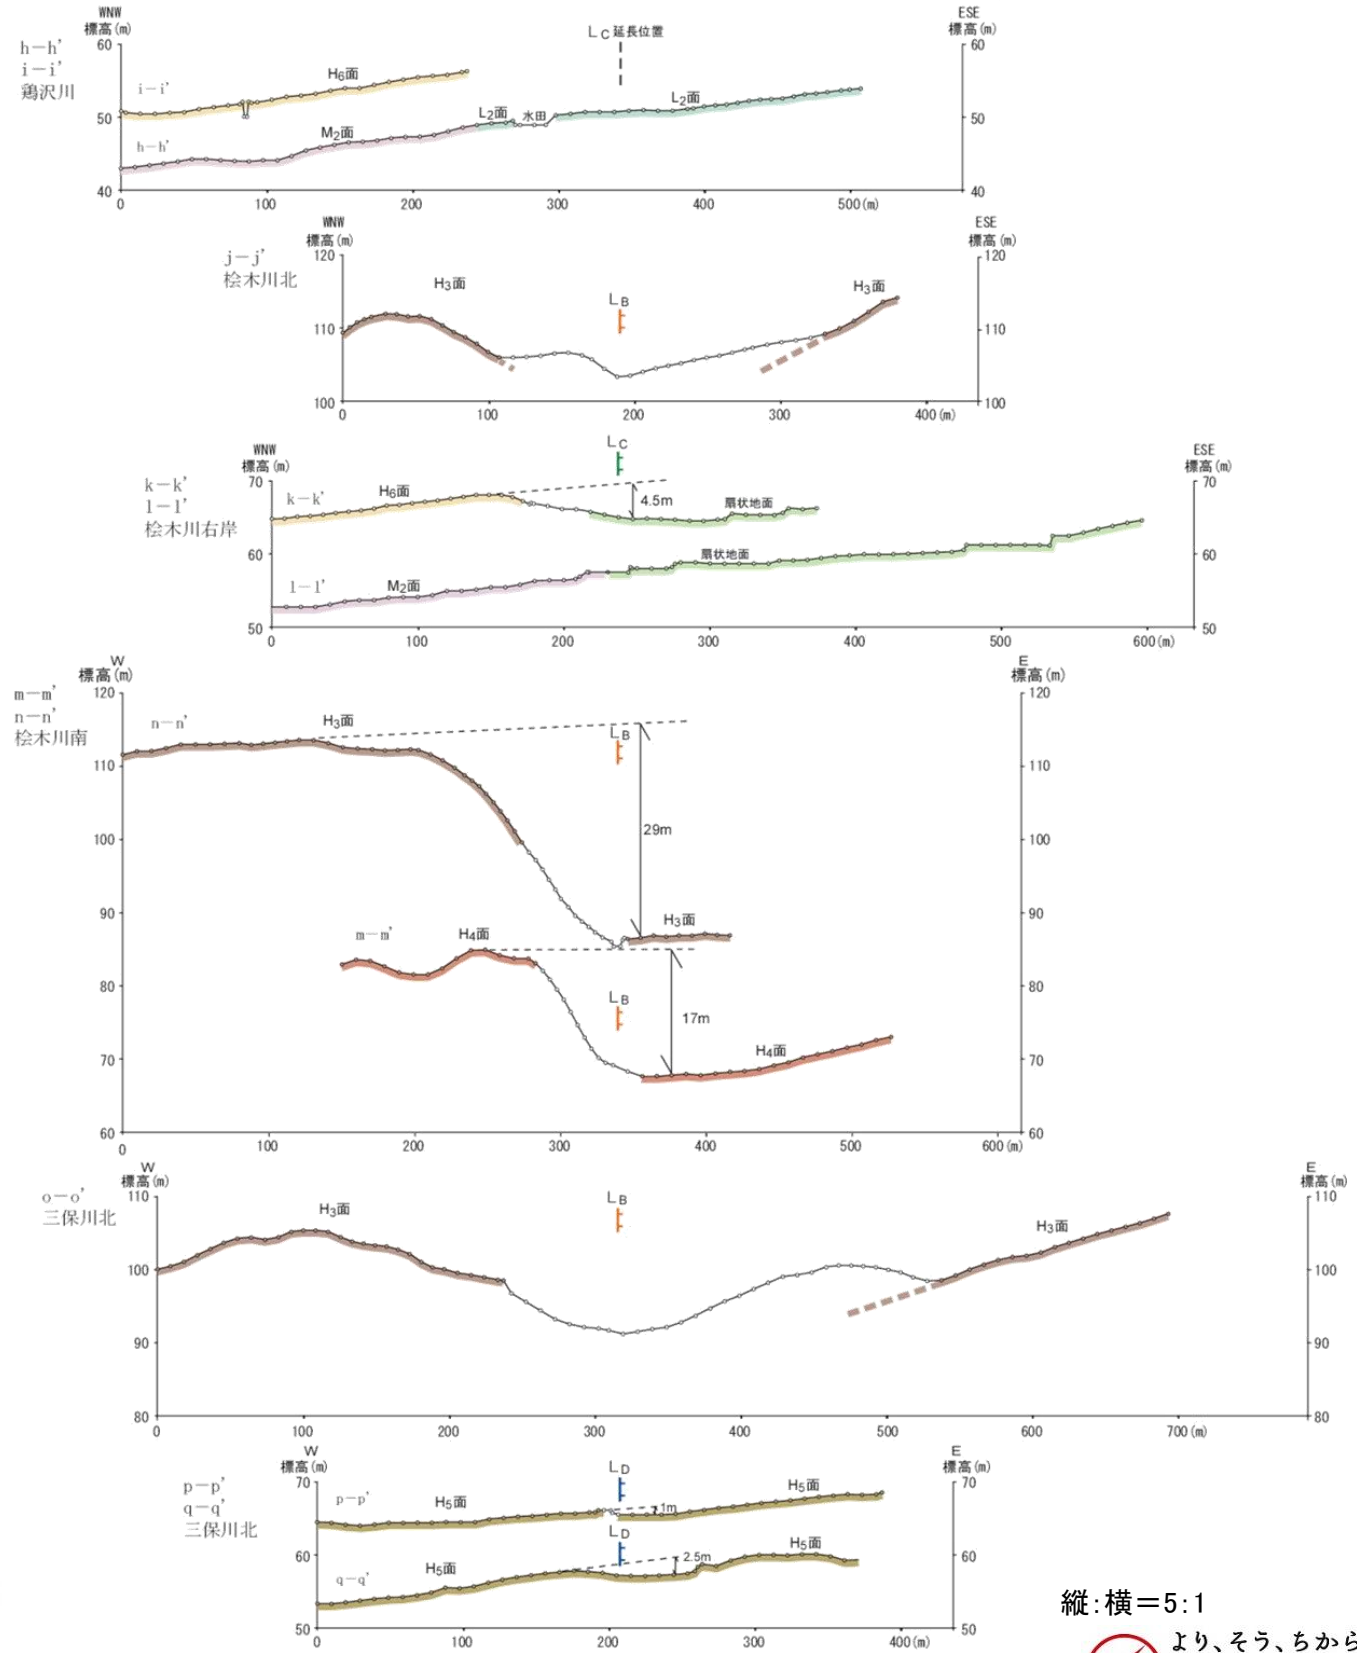 h－h’
i－i’
鶏沢川
WNW
標高(m)
ESE
標高(m)
LC 延長位置
60
50
40
60
50
40
i－i’
H6面
h－h’
M2面
L2面
水田
L2面
0 100 200 300 400 500(m)
j－j’
桧木川北
WNW
標高(m)
ESE
標高(m)
120
110
100
120
110
100
H3面
LB
H3面
0 100 200 300 400(m)
k－k’
l－l’
桧木川右岸
WNW
標高(m)
ESE
標高(m)
LC
70
60
50
70
60
50
k－k’
H6面
4.5m
扇状地面
l－l’
M2面
扇状地面
0 100 200 300 400 500 600(m)
m－m’
n－n’
桧木川南
W
標高(m)
E
標高(m)
120
110
100
90
80
70
60
120
110
100
90
80
70
60
n－n’
H3面
LB
29m
H3面
m－m’
H4面
LB
17m
H4面
0 100 200 300 400 500 600(m)
o－o’
三保川北
W
標高(m)
E
標高(m)
110
100
90
80
110
100
90
80
H3面
LB
H3面
0 100 200 300 400 500 600 700(m)
p－p’
q－q’
三保川北
W
標高(m)
E
標高(m)
70
60
50
70
60
50
p－p’
H5面
LD
1m
H5面
q－q’
H5面
LD
2.5m
H5面
0 100 200 300 400(m)
縦:横＝5:1
より、そう、ちから